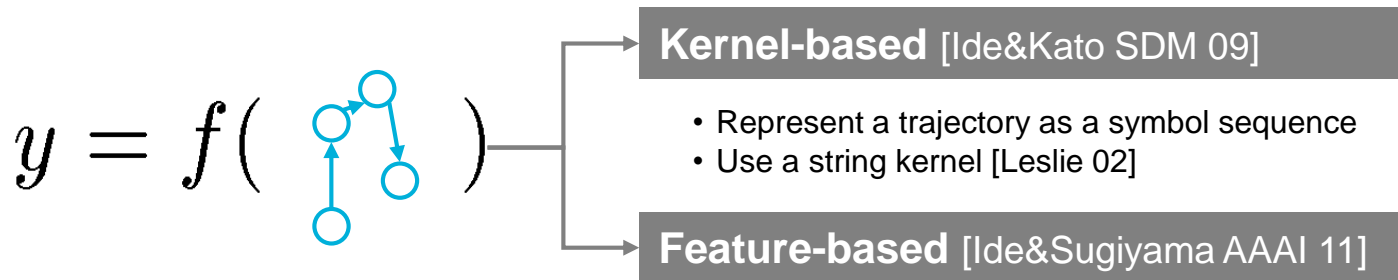 y = f( )
Kernel-based [Ide&Kato SDM 09]
• Represent a trajectory as a symbol sequence
• Use a string kernel [Leslie 02]
Feature-based [Ide&Sugiyama AAAI 11]